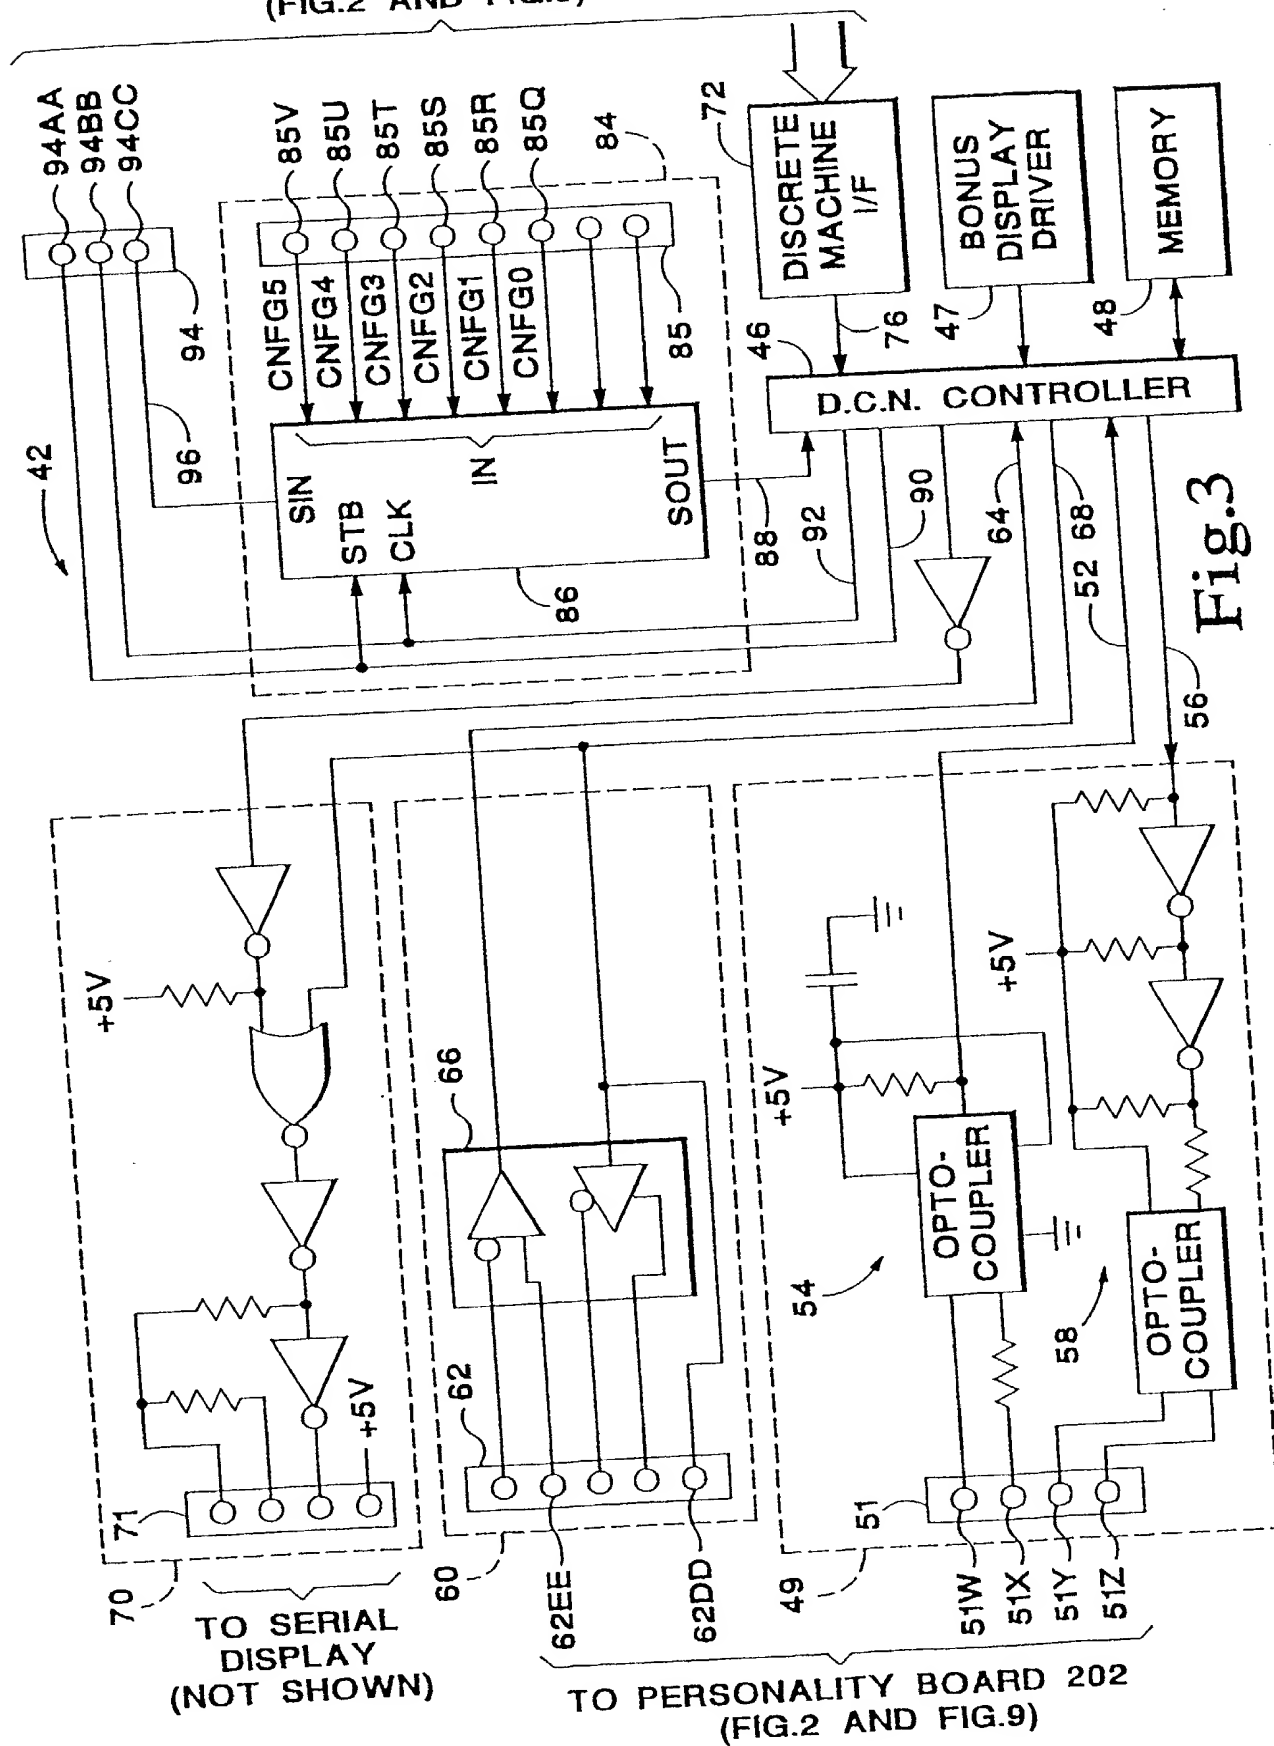 (FIG.2 AND FIG.9)
94AA
94BB
94CC
94
96
42
85V
85U
85T
85S
85R
85Q
84
CNFG5
CNFG4
CNFG3
CNFG2
CNFG1
CNFG0
85
SIN
STB
CLK
IN
SOUT
86
88
72
DISCRETE
MACHINE
I/F
76
BONUS
DISPLAY
DRIVER
47
MEMORY
48
46
D.C.N. CONTROLLER
92
90
64
68
52
56
Fig.3
+5V
+5V
71
70
TO SERIAL
DISPLAY
(NOT SHOWN)
66
62
60
62EE
62DD
+5V
+5V
OPTO-
COUPLER
54
OPTO-
COUPLER
58
51
49
51W
51X
51Y
51Z
TO PERSONALITY BOARD 202
(FIG.2 AND FIG.9)